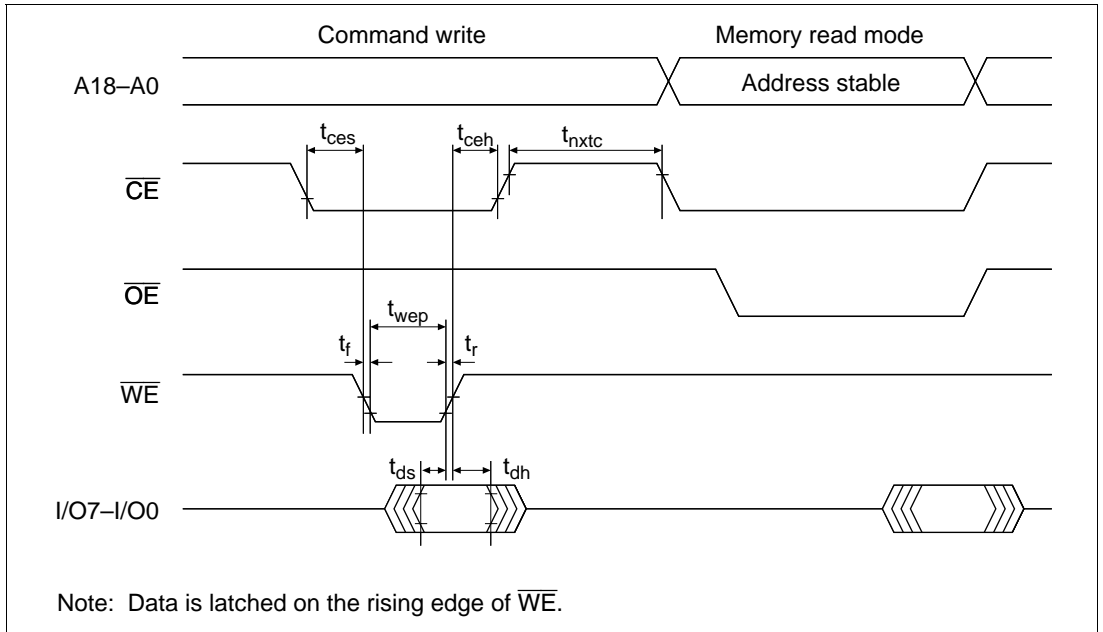 Command write
Memory read mode
A18–A0
Address stable
tces
tceh
tnxtc
CE
OE
twep
tf
tr
WE
tds
tdh
I/O7–I/O0
Note: Data is latched on the rising edge of WE.